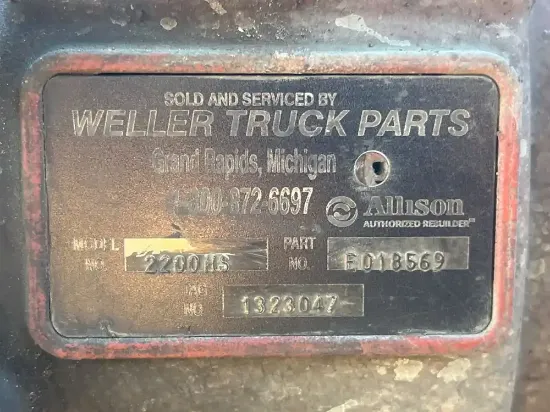 SOLD AND SERVICED BY
WELLER TRUCK PARTS
Grand Rapids, Michigan
1-800-872-6697
Allison
AUTHORIZED REBUILDER
MODEL NO. 2200HS
PART NO. E018569
TAG NO 1323047